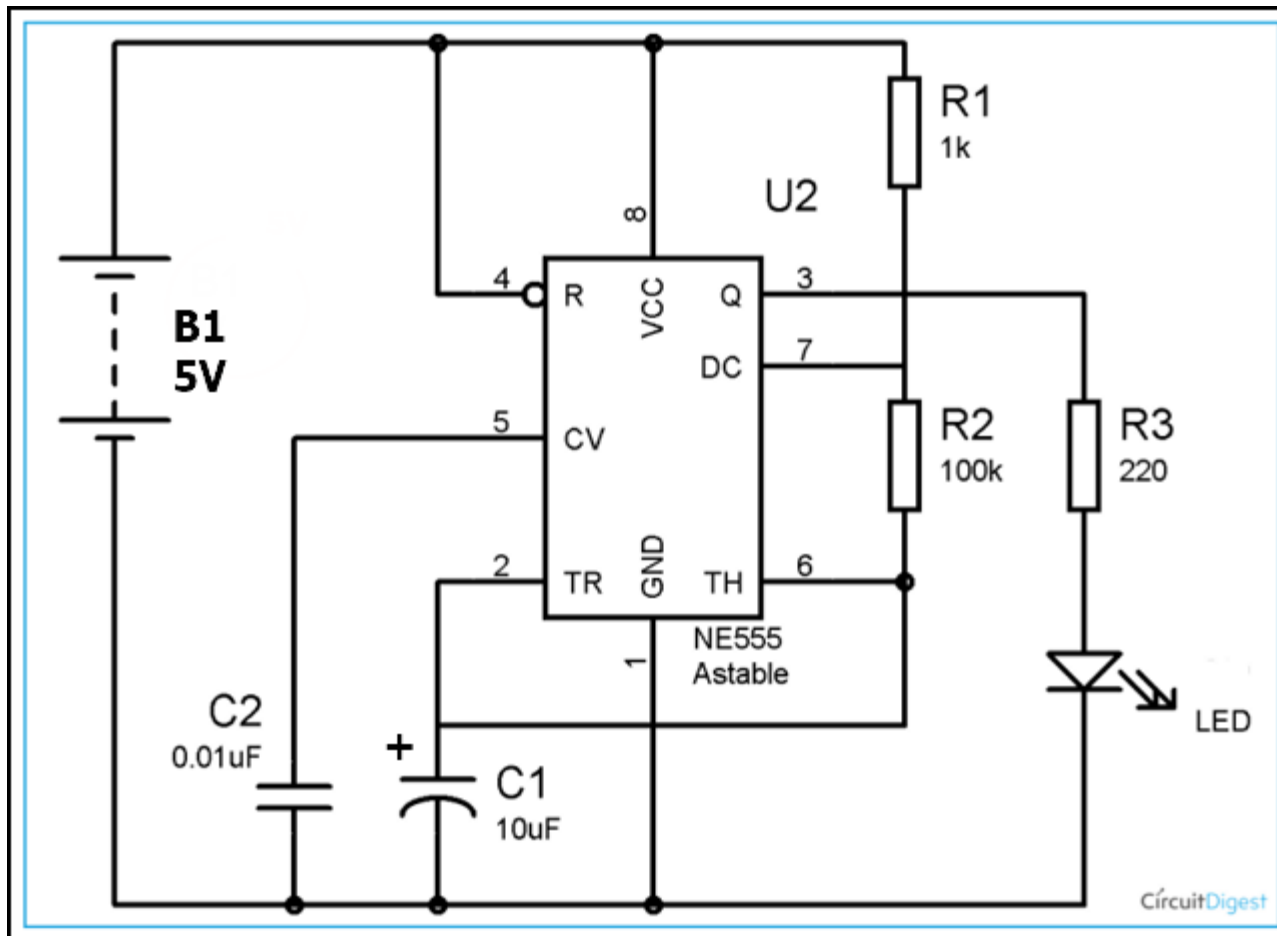 R1
1k
U2
8
4
R
VCC
Q
3
B1
5V
DC
7
5
CV
R2
100k
R3
220
2
TR
GND
TH
6
1
NE555
Astable
C2
0.01uF
+
C1
10uF
LED
CírcuitDigest